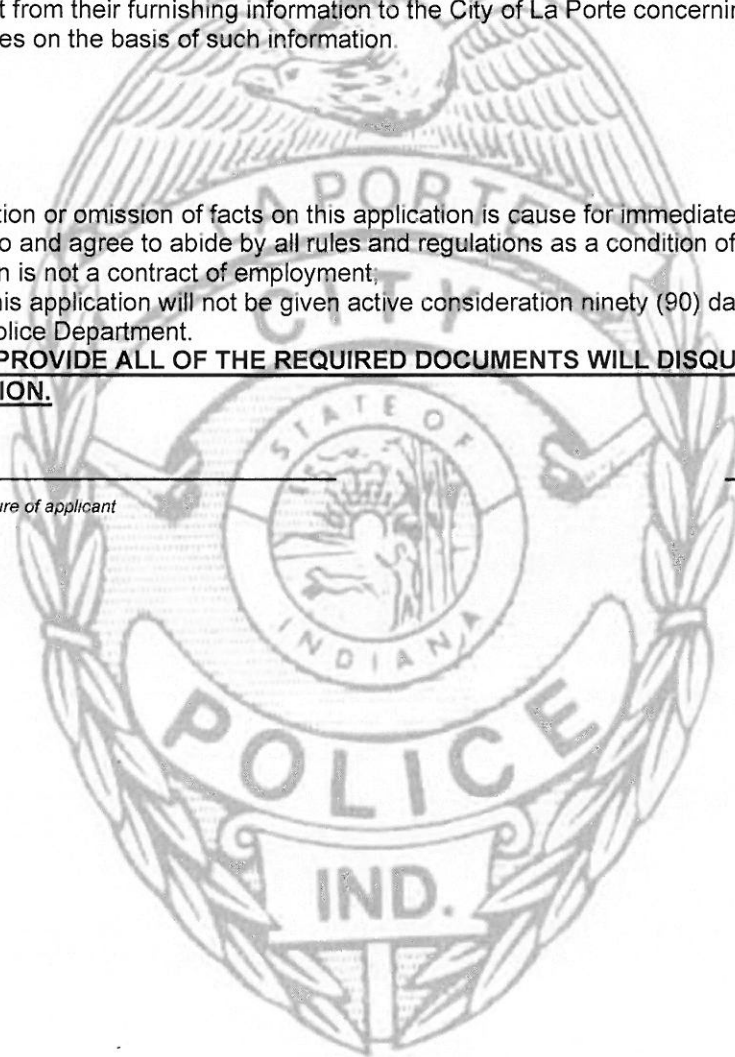 t from their furnishing information to the City of La Porte concernin
es on the basis of such information.
tion or omission of facts on this application is cause for immediate
o and agree to abide by all rules and regulations as a condition of
n is not a contract of employment;
his application will not be given active consideration ninety (90) da
olice Department.
PROVIDE ALL OF THE REQUIRED DOCUMENTS WILL DISQU
ION.
ure of applicant
LA PORTE
CITY
STATE OF
INDIANA
POLICE
IND.